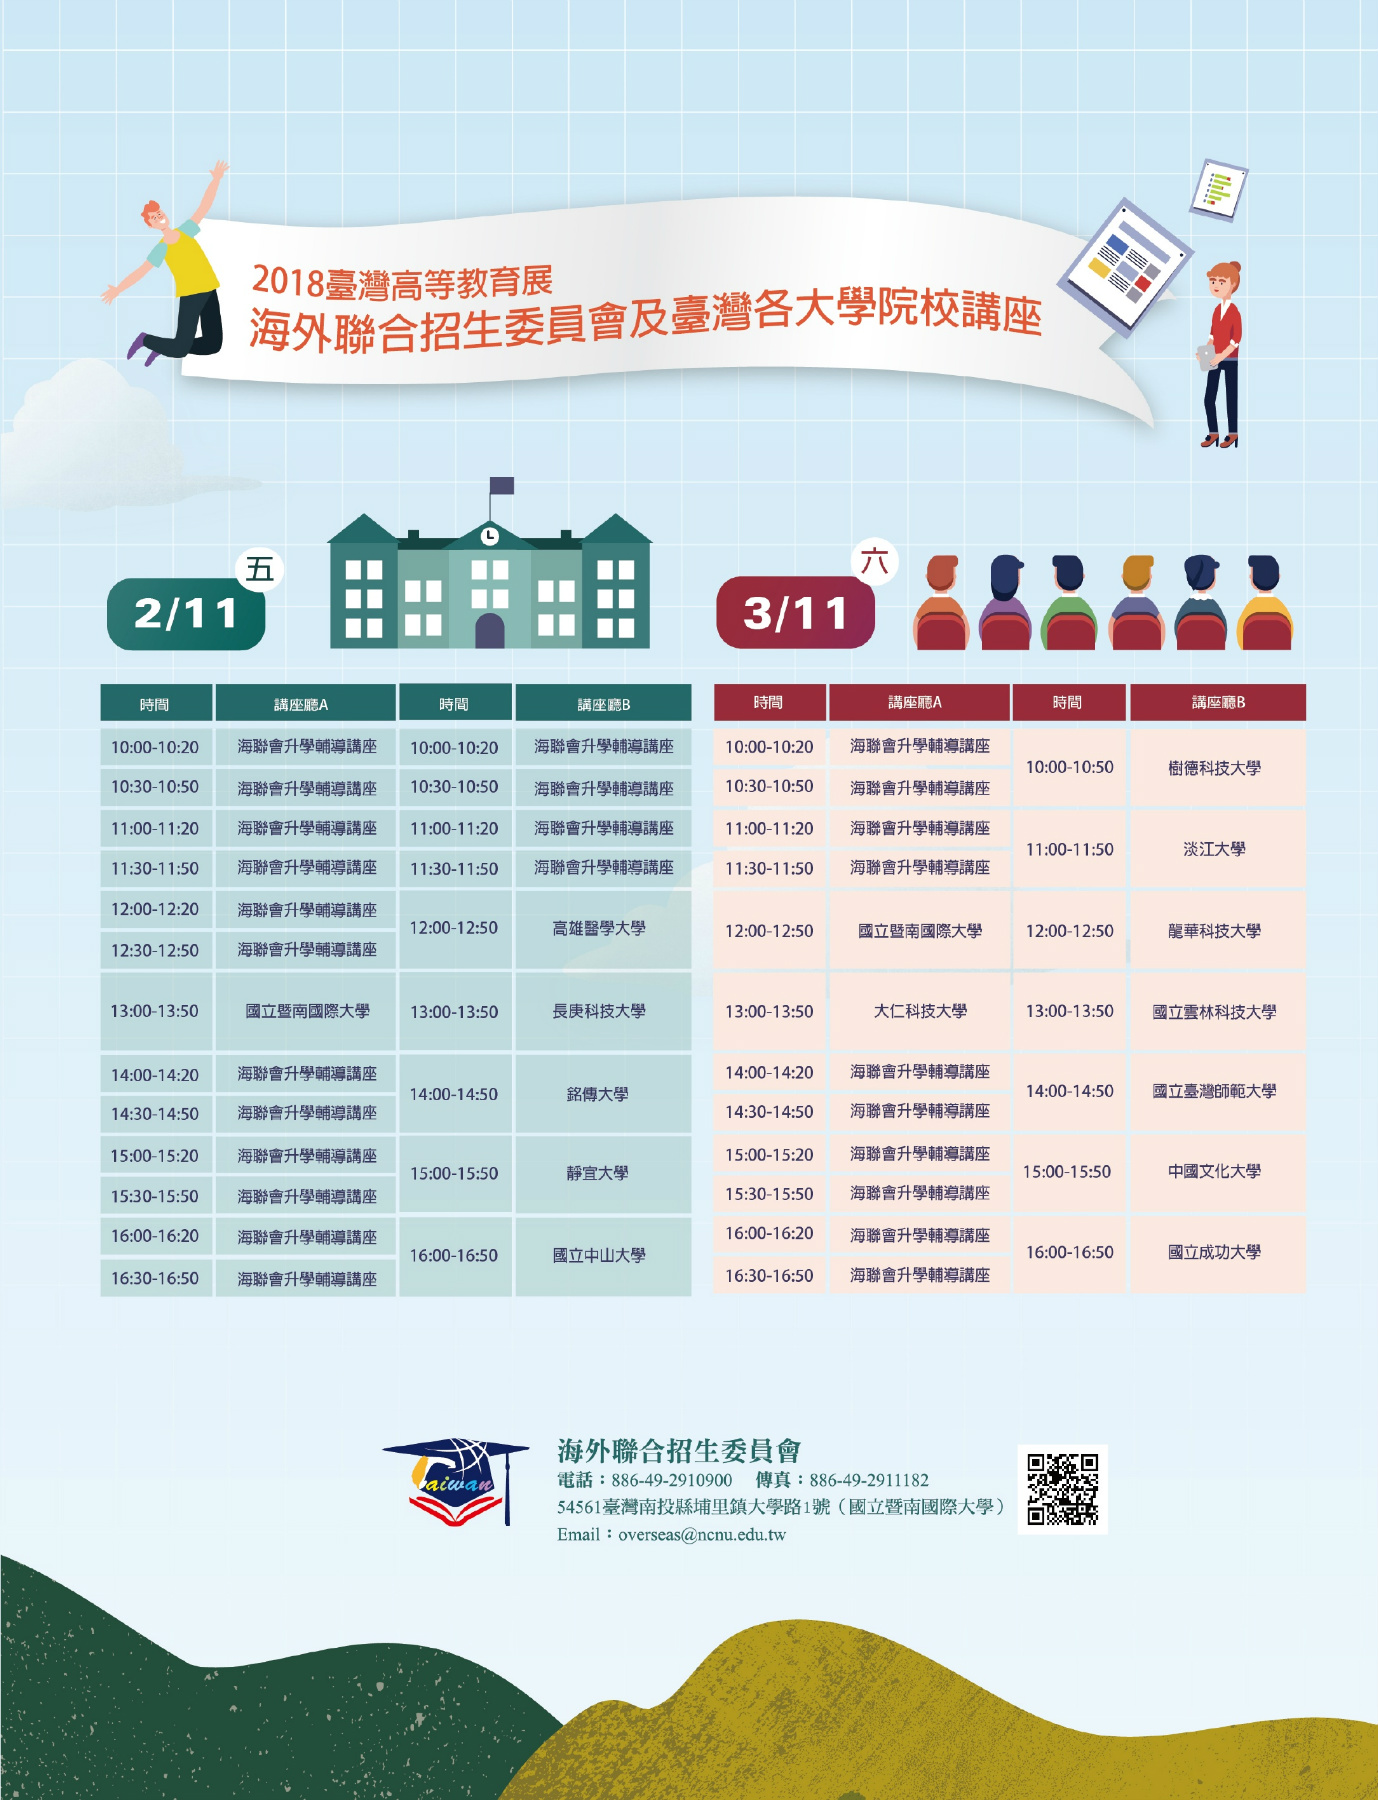 2018臺灣高等教育展
海外聯合招生委員會及臺灣各大學院校講座
2/11
五
時間 講座廳A 時間 講座廳B
10:00-10:20 海聯會升學輔導講座 10:00-10:20 海聯會升學輔導講座
10:30-10:50 海聯會升學輔導講座 10:30-10:50 海聯會升學輔導講座
11:00-11:20 海聯會升學輔導講座 11:00-11:20 海聯會升學輔導講座
11:30-11:50 海聯會升學輔導講座 11:30-11:50 海聯會升學輔導講座
12:00-12:20 海聯會升學輔導講座
12:00-12:50 高雄醫學大學
12:30-12:50 海聯會升學輔導講座
13:00-13:50 國立暨南國際大學 13:00-13:50 長庚科技大學
14:00-14:20 海聯會升學輔導講座
14:00-14:50 銘傳大學
14:30-14:50 海聯會升學輔導講座
15:00-15:20 海聯會升學輔導講座
15:00-15:50 靜宜大學
15:30-15:50 海聯會升學輔導講座
16:00-16:20 海聯會升學輔導講座
16:00-16:50 國立中山大學
16:30-16:50 海聯會升學輔導講座
3/11
六
時間 講座廳A 時間 講座廳B
10:00-10:20 海聯會升學輔導講座
10:00-10:50 樹德科技大學
10:30-10:50 海聯會升學輔導講座
11:00-11:20 海聯會升學輔導講座
11:00-11:50 淡江大學
11:30-11:50 海聯會升學輔導講座
12:00-12:50 國立暨南國際大學 12:00-12:50 龍華科技大學
13:00-13:50 大仁科技大學 13:00-13:50 國立雲林科技大學
14:00-14:20 海聯會升學輔導講座
14:00-14:50 國立臺灣師範大學
14:30-14:50 海聯會升學輔導講座
15:00-15:20 海聯會升學輔導講座
15:00-15:50 中國文化大學
15:30-15:50 海聯會升學輔導講座
16:00-16:20 海聯會升學輔導講座
16:00-16:50 國立成功大學
16:30-16:50 海聯會升學輔導講座
Taiwan
海外聯合招生委員會
電話：886-49-2910900 傳真：886-49-2911182
54561臺灣南投縣埔里鎮大學路1號（國立暨南國際大學）
Email：overseas@ncnu.edu.tw